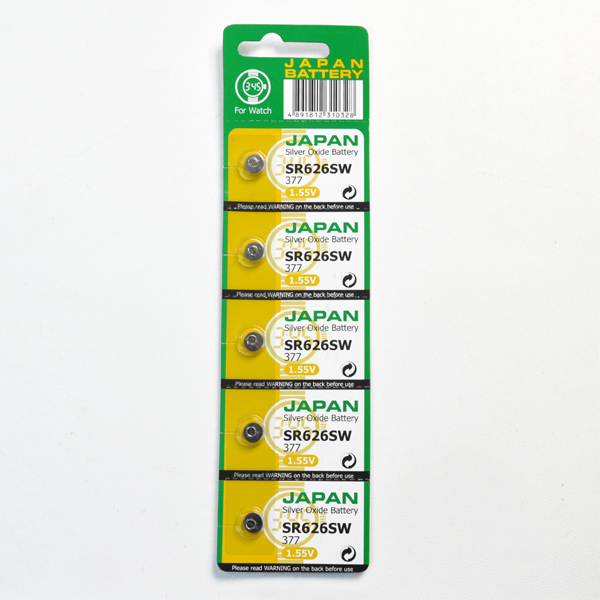 JAPAN
BATTERY
3:45
For Watch
4 891812 310328
JAPAN
Silver Oxide Battery
SR626SW
377
1.55V
Please read WARNING on the back before use
JAPAN
Silver Oxide Battery
SR626SW
377
1.55V
Please read WARNING on the back before use
JAPAN
Silver Oxide Battery
SR626SW
377
1.55V
Please read WARNING on the back before use
JAPAN
Silver Oxide Battery
SR626SW
377
1.55V
Please read WARNING on the back before use
JAPAN
Silver Oxide Battery
SR626SW
377
1.55V
Please read WARNING on the back before use